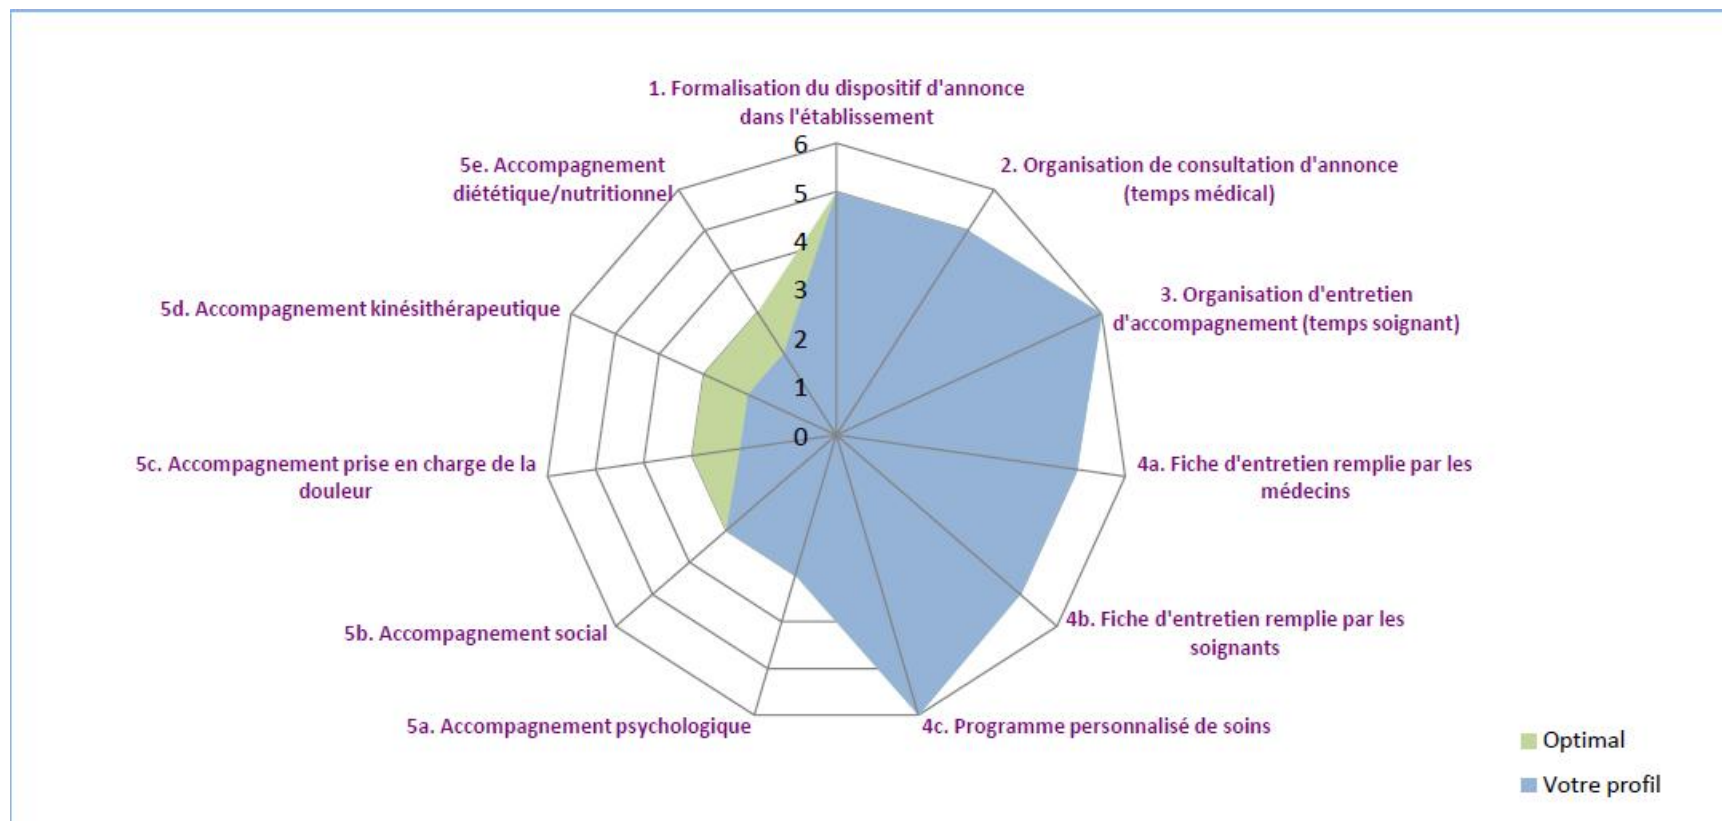 1. Formalisation du dispositif d'annonce
dans l'établissement
2. Organisation de consultation d'annonce
(temps médical)
3. Organisation d'entretien
d'accompagnement (temps soignant)
4a. Fiche d'entretien remplie par les
médecins
4b. Fiche d'entretien remplie par les
soignants
4c. Programme personnalisé de soins
5a. Accompagnement psychologique
5b. Accompagnement social
5c. Accompagnement prise en charge de la
douleur
5d. Accompagnement kinésithérapeutique
5e. Accompagnement
diététique/nutritionnel
6
5
4
3
2
1
0
Optimal
Votre profil